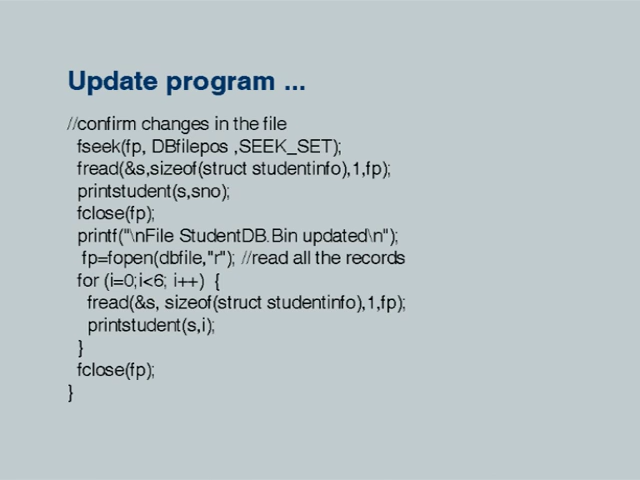 Update program ...
//confirm changes in the file
fseek(fp, DBfilepos ,SEEK_SET);
fread(&s,sizeof(struct studentinfo),1,fp);
printstudent(s,sno);
fclose(fp);
printf("\nFile StudentDB.Bin updated\n");
fp=fopen(dbfile,"r"); //read all the records
for (i=0;i<6; i++)  {
fread(&s, sizeof(struct studentinfo),1,fp);
printstudent(s,i);
}
fclose(fp);
}